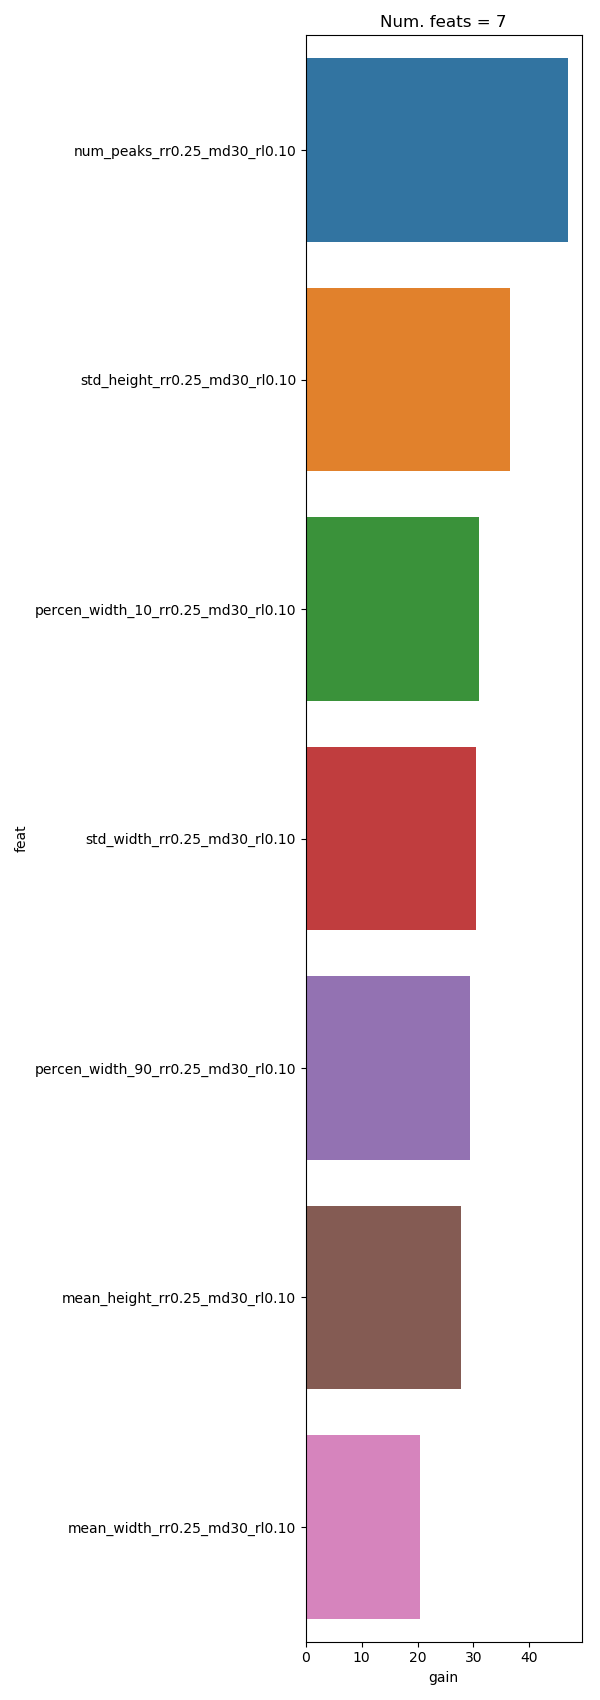 Num. feats = 7
num_peaks_rr0.25_md30_rl0.10
std_height_rr0.25_md30_rl0.10
percen_width_10_rr0.25_md30_rl0.10
std_width_rr0.25_md30_rl0.10
feat
percen_width_90_rr0.25_md30_rl0.10
mean_height_rr0.25_md30_rl0.10
mean_width_rr0.25_md30_rl0.10
0 10 20 30 40
gain